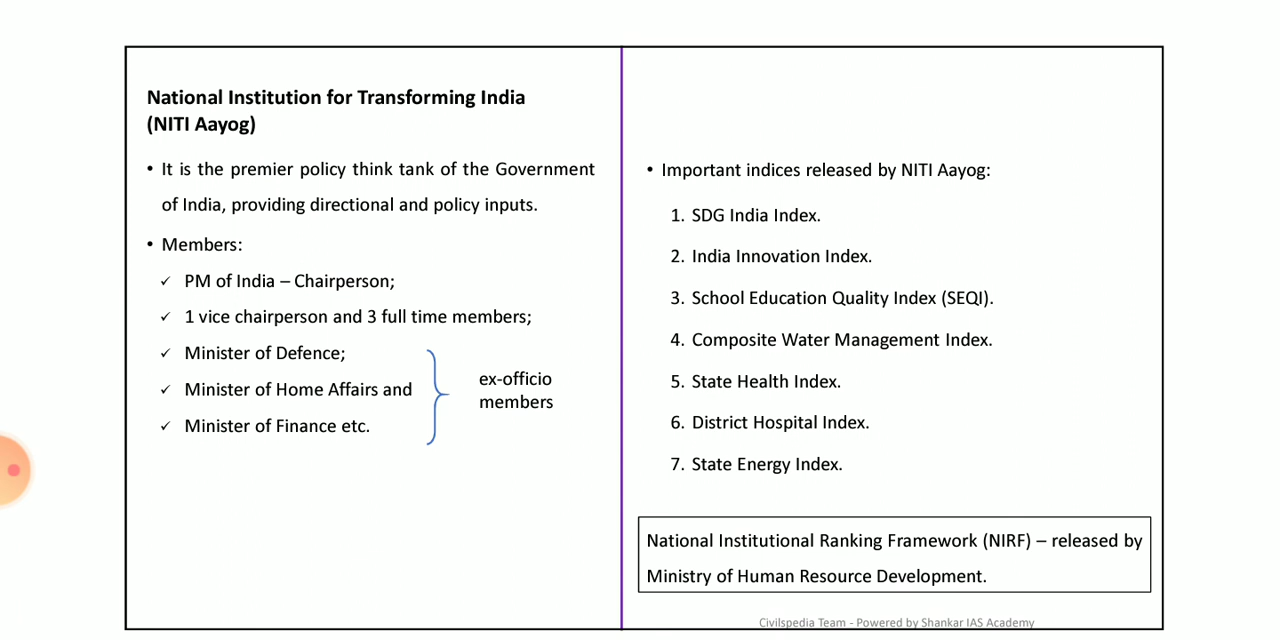 National Institution for Transforming India
(NITI Aayog)
• It is the premier policy think tank of the Government
of India, providing directional and policy inputs.
• Members:
✓ PM of India – Chairperson;
✓ 1 vice chairperson and 3 full time members;
✓ Minister of Defence;
✓ Minister of Home Affairs and
✓ Minister of Finance etc.
ex-officio
members
• Important indices released by NITI Aayog:
1. SDG India Index.
2. India Innovation Index.
3. School Education Quality Index (SEQI).
4. Composite Water Management Index.
5. State Health Index.
6. District Hospital Index.
7. State Energy Index.
National Institutional Ranking Framework (NIRF) – released by
Ministry of Human Resource Development.
Civilspedia Team - Powered by Shankar IAS Academy